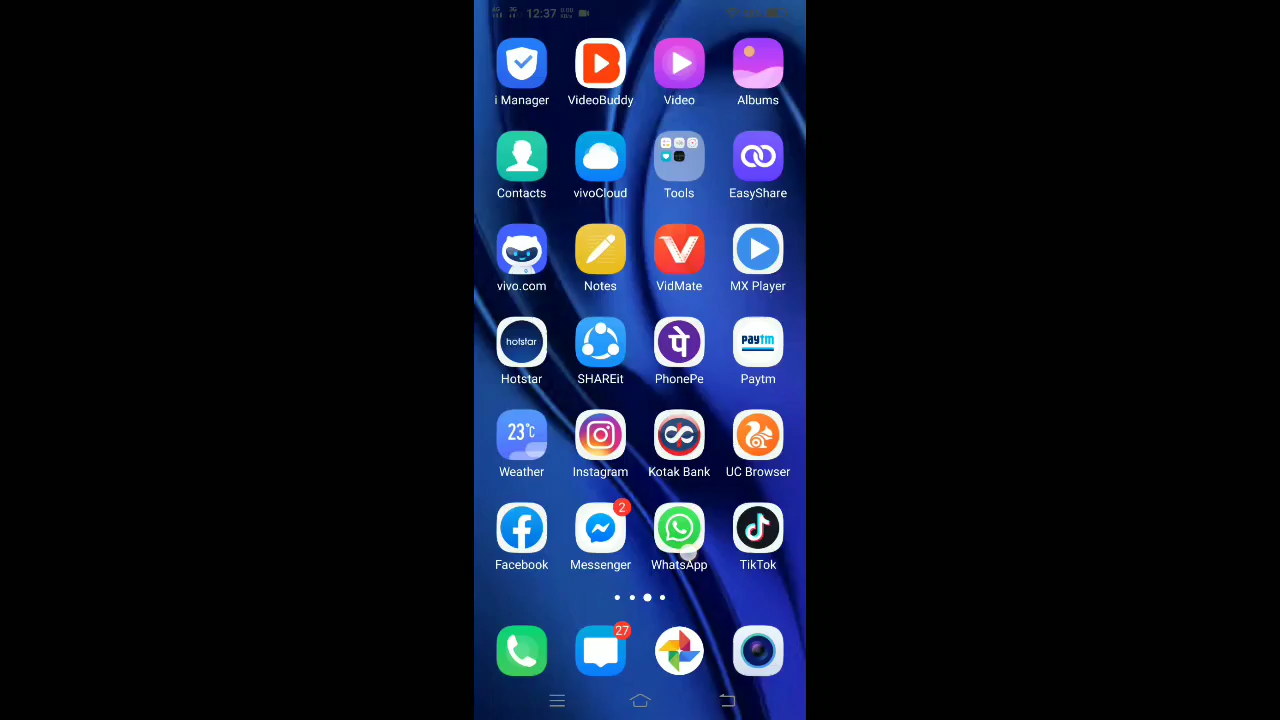 12:37
i Manager VideoBuddy Video Albums
Contacts vivoCloud Tools EasyShare
vivo.com Notes VidMate MX Player
hotstar पे paytm
Hotstar SHAREit PhonePe Paytm
23°C
Weather Instagram Kotak Bank UC Browser
2
Facebook Messenger WhatsApp TikTok
27